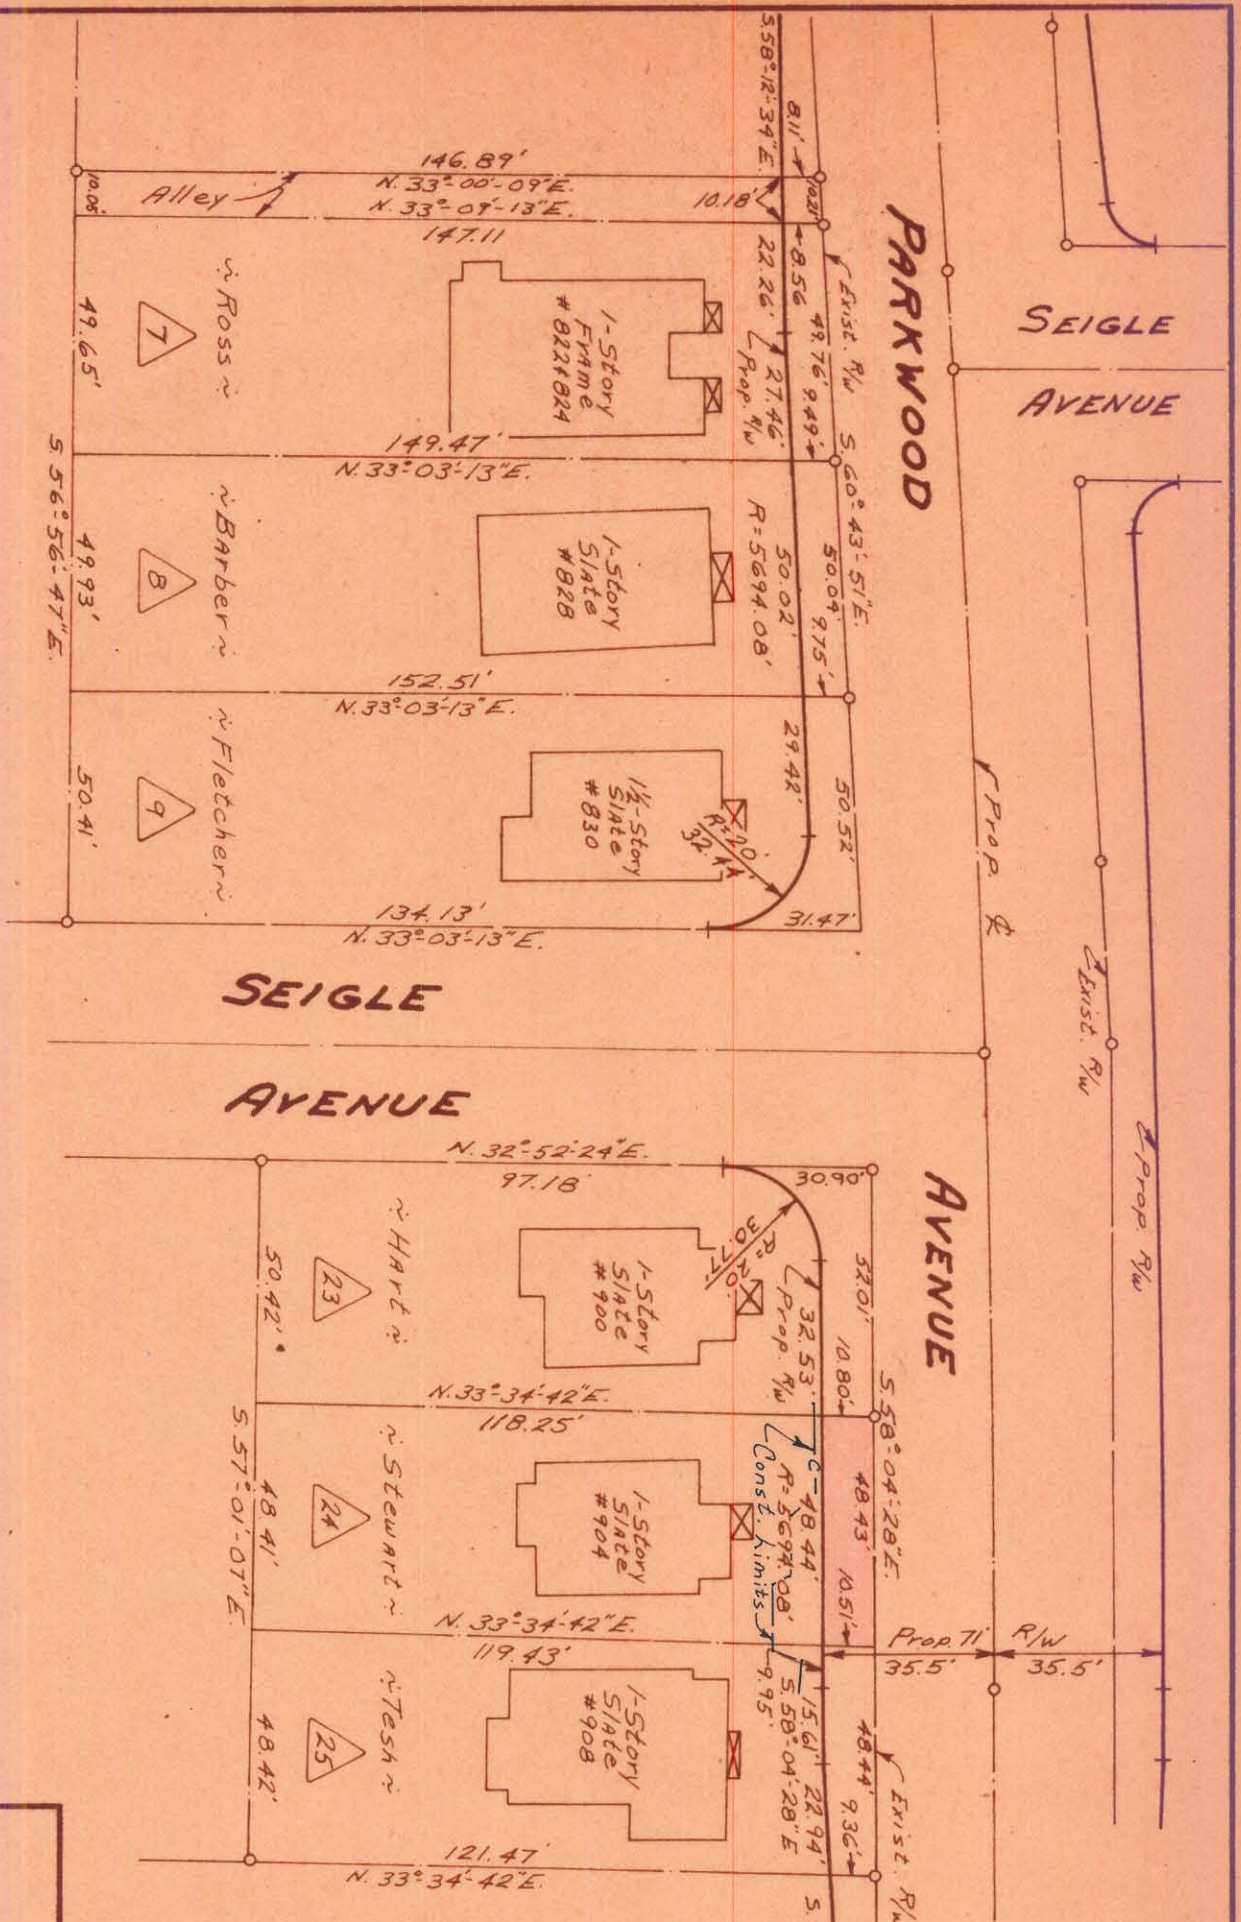 PARKWOOD
AVENUE
SEIGLE
AVENUE
SEIGLE
AVENUE
S.58°-12'-34"E.
8.11'
10.21'
146.89'
N. 33°-00'-09"E.
N. 33°-09'-13"E.
147.11
10.18'
Alley
10.06'
8.56
22.26'
Exist. R/W
49.76'
9.49'
S. 60°-43'-51"E.
27.46'
Prop. R/W
1-Story
Frame
#822+824
~Ross~
7
49.65'
149.47'
N. 33°-03'-13"E.
S. 56°-56'-47"E.
50.09'
9.75'
50.02'
R=5694.08'
1-Story
Slate
#828
~Barber~
8
49.93'
152.51'
N. 33°-03'-13"E.
50.52'
29.42'
1½-Story
Slate
#830
R=20'
~Fletcher~
9
50.41'
31.47'
134.13'
N. 33°-03'-13"E.
Prop. ℄
Exist. R/W
Prop. R/W
N. 32°-52'-24"E.
97.18'
30.90'
52.01'
10.80'
32.53'
Prop. R/W
R=20'
30.77'
1-Story
Slate
#900
~Hart~
23
50.42'
N. 33°-34'-42"E.
118.25'
S. 58°-04'-28"E.
48.43'
10.51'
C-48.44'
R=5694.08'
Const. Limits
1-Story
Slate
#904
~Stewart~
24
48.41'
S. 57°-01'-07"E.
N. 33°-34'-42"E.
119.43'
Prop. 71' R/W
35.5'
35.5'
15.61'
22.94'
S. 58°-04'-28"E
9.95'
48.44'
9.36'
Exist. R/W
1-Story
Slate
#908
~Tesh~
25
48.42'
121.47'
N. 33°-34'-42"E.
S.